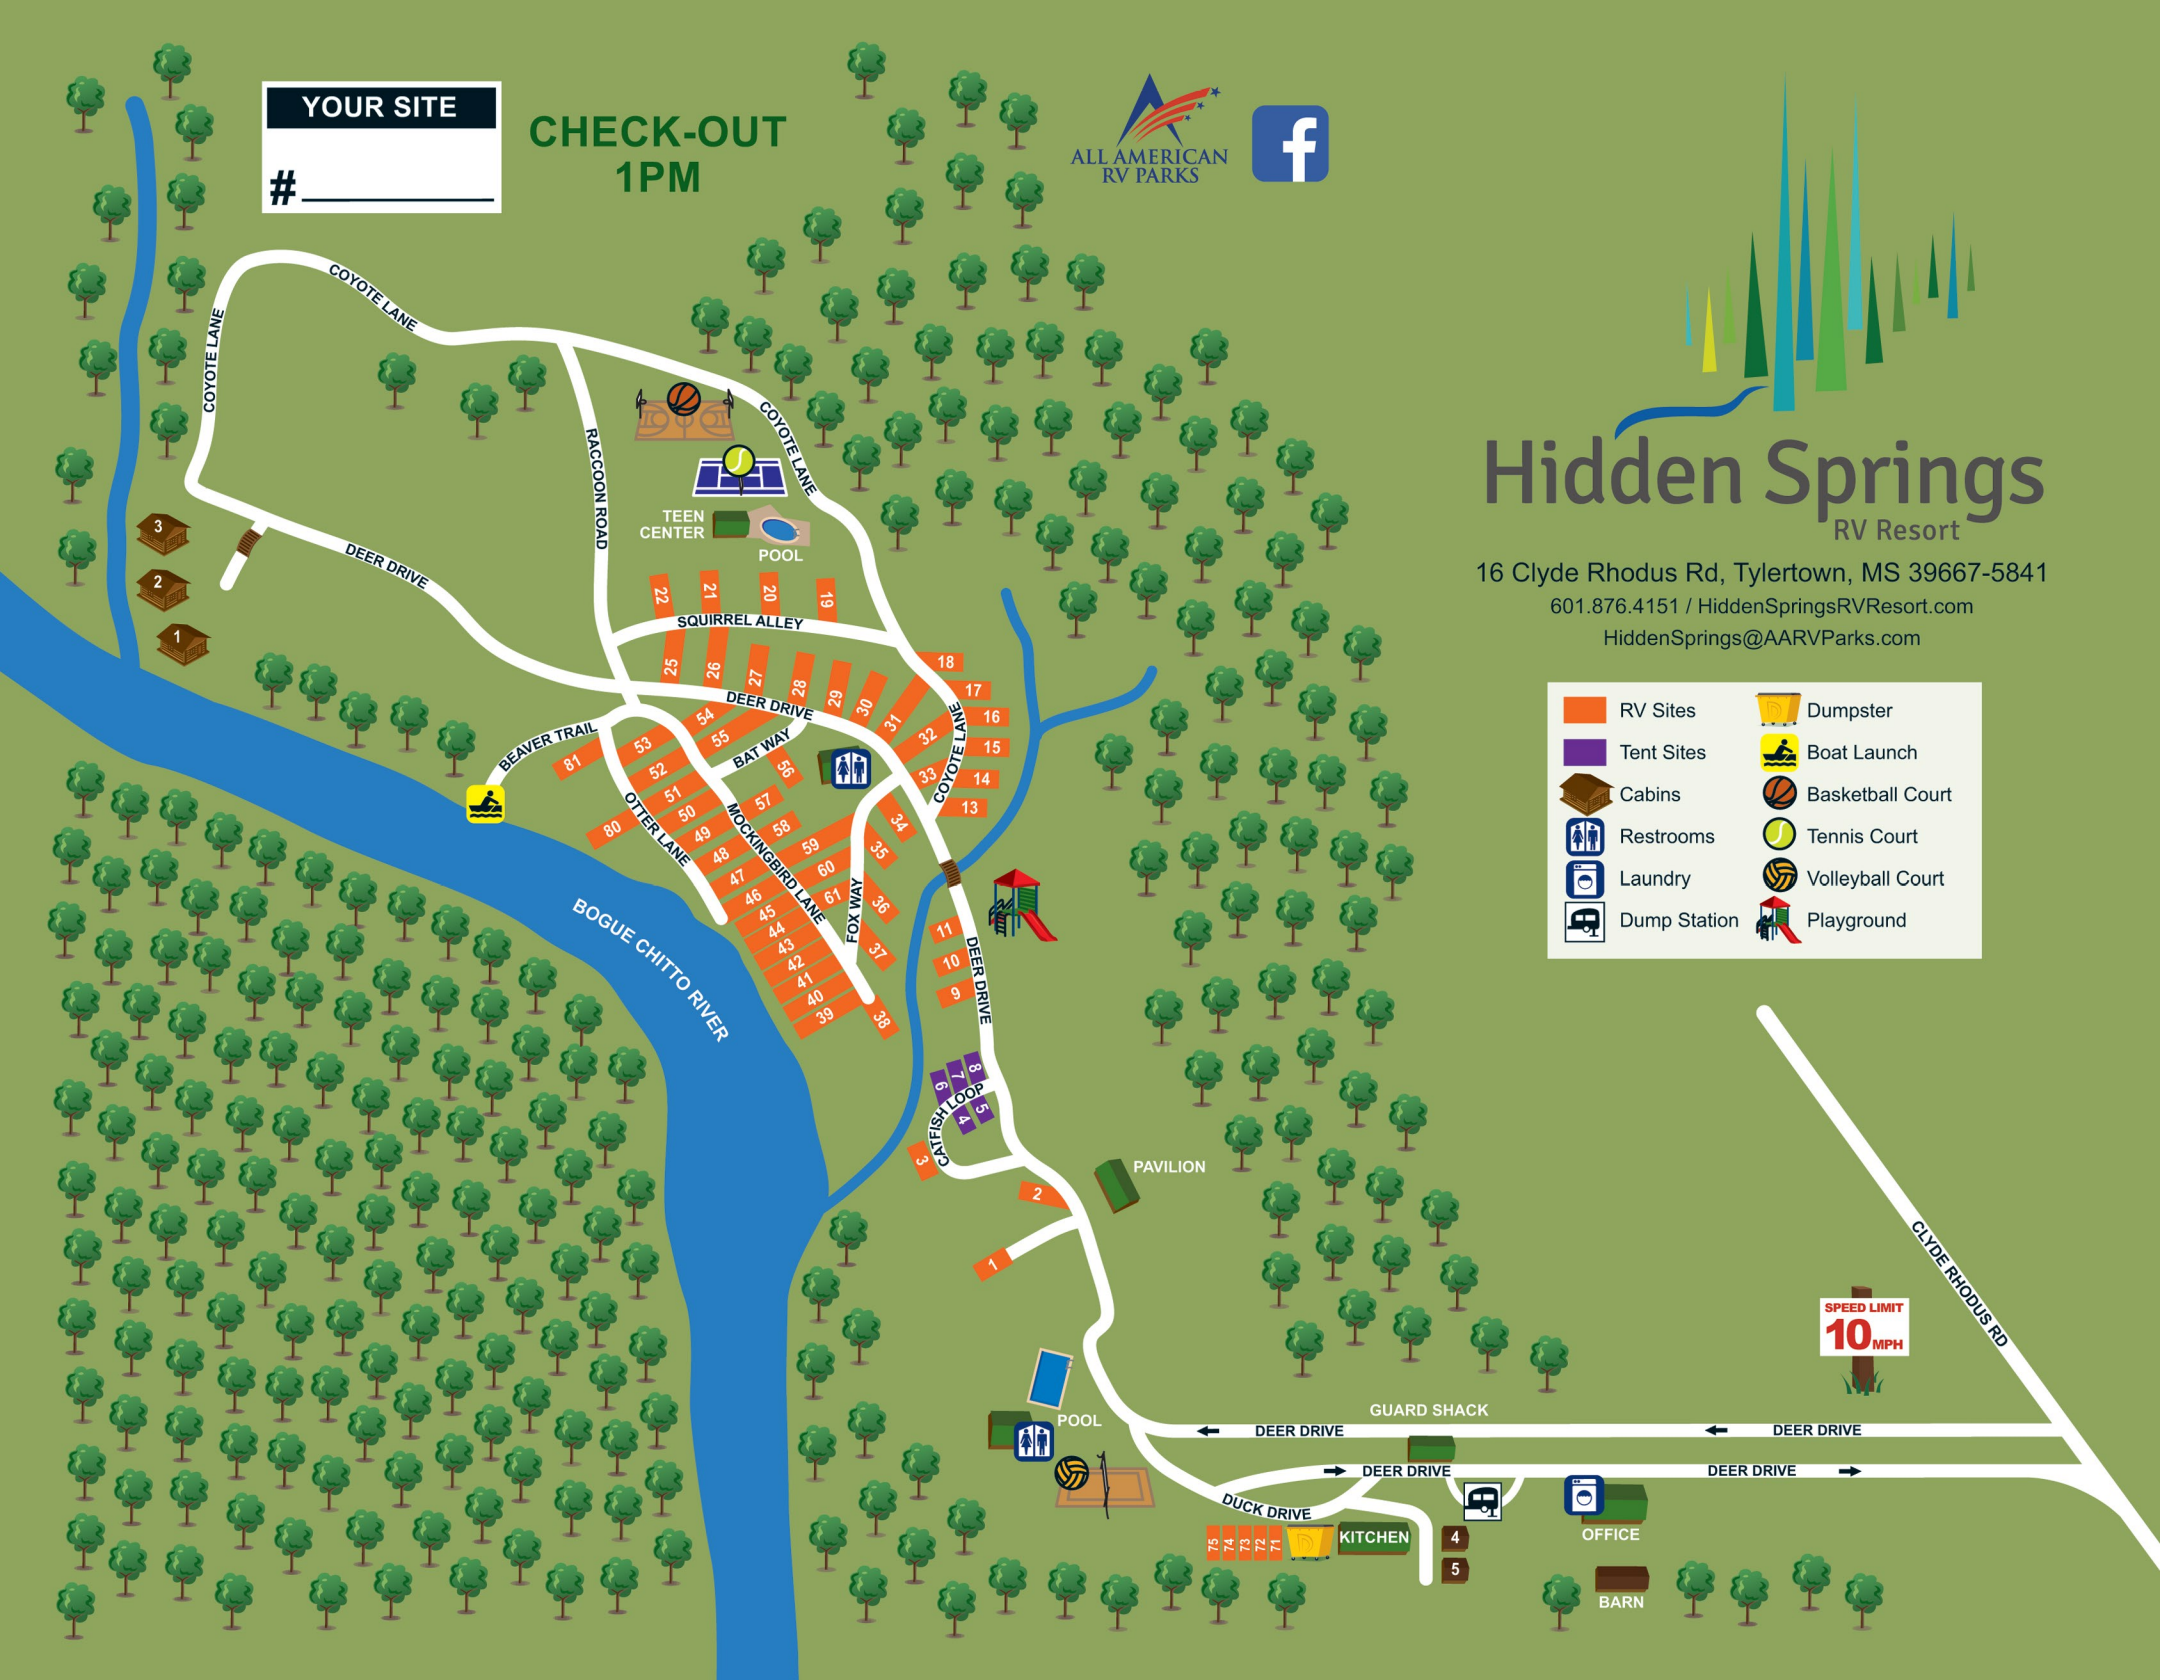 YOUR SITE
#
CHECK-OUT
1PM
ALL AMERICAN
RV PARKS
f
Hidden Springs
RV Resort
16 Clyde Rhodus Rd, Tylertown, MS 39667-5841
601.876.4151 / HiddenSpringsRVResort.com
HiddenSprings@AARVParks.com
RV Sites
Tent Sites
Cabins
Restrooms
Laundry
Dump Station
Dumpster
Boat Launch
Basketball Court
Tennis Court
Volleyball Court
Playground
COYOTE LANE
COYOTE LANE
COYOTE LANE
RACCOON ROAD
TEEN
CENTER
POOL
3
2
1
DEER DRIVE
22
21
20
19
SQUIRREL ALLEY
25
26
27
28
29
30
31
32
33
18
17
16
15
14
13
COYOTE LANE
DEER DRIVE
54
55
53
52
51
50
49
48
47
46
45
44
43
42
41
40
39
38
BAT WAY
56
57
58
59
60
61
34
35
36
37
BEAVER TRAIL
81
80
OTTER LANE
MOCKINGBIRD LANE
FOX WAY
BOGUE CHITTO RIVER
11
10
9
DEER DRIVE
8
7
6
5
4
CATFISH LOOP
3
2
1
PAVILION
POOL
CLYDE RHODUS RD
SPEED LIMIT
10 MPH
GUARD SHACK
DEER DRIVE
DEER DRIVE
DEER DRIVE
DEER DRIVE
DUCK DRIVE
75
74
73
72
71
D
KITCHEN
4
5
OFFICE
BARN